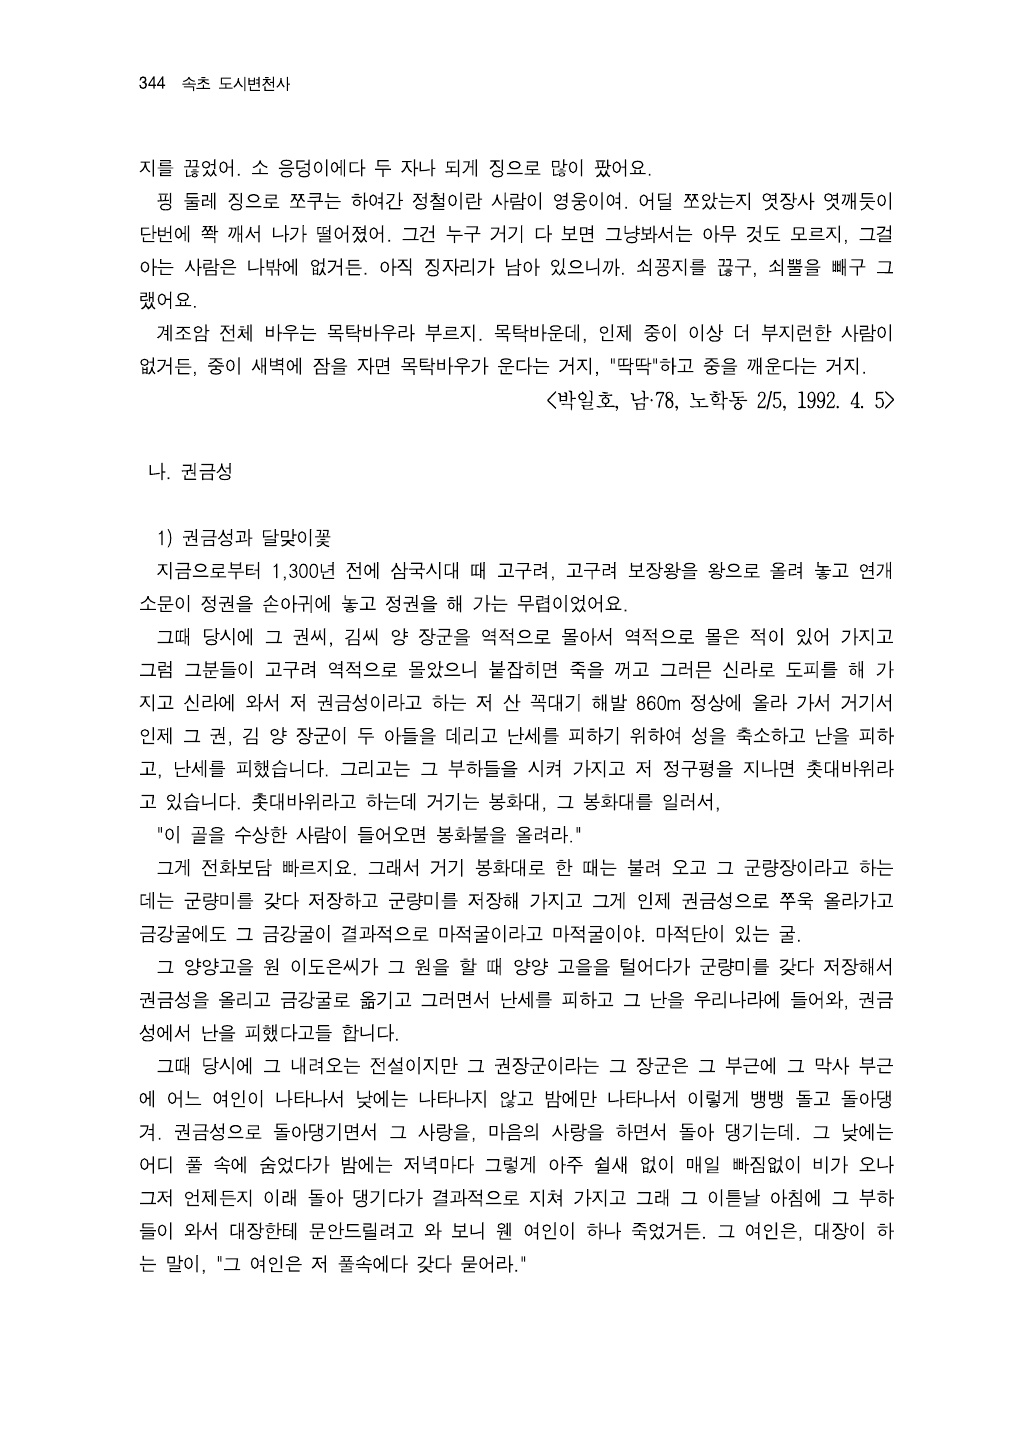 344 속초 도시변천사
지를 끊었어. 소 응덩이에다 두 자나 되게 징으로 많이 팠어요.
핑 둘레 징으로 쪼쿠는 하여간 정철이란 사람이 영웅이여. 어딜 쪼았는지 엿장사 엿깨듯이
단번에 쫙 깨서 나가 떨어졌어. 그건 누구 거기 다 보면 그냥봐서는 아무 것도 모르지, 그걸
아는 사람은 나밖에 없거든. 아직 징자리가 남아 있으니까. 쇠꽁지를 끊구, 쇠뿔을 빼구 그
랬어요.
계조암 전체 바우는 목탁바우라 부르지. 목탁바운데, 인제 중이 이상 더 부지런한 사람이
없거든, 중이 새벽에 잠을 자면 목탁바우가 운다는 거지, "딱딱"하고 중을 깨운다는 거지.
<박일호, 남·78, 노학동 2/5, 1992. 4. 5>
나. 권금성
1) 권금성과 달맞이꽃
지금으로부터 1,300년 전에 삼국시대 때 고구려, 고구려 보장왕을 왕으로 올려 놓고 연개
소문이 정권을 손아귀에 놓고 정권을 해 가는 무렵이었어요.
그때 당시에 그 권씨, 김씨 양 장군을 역적으로 몰아서 역적으로 몰은 적이 있어 가지고
그럼 그분들이 고구려 역적으로 몰았으니 붙잡히면 죽을 꺼고 그러믄 신라로 도피를 해 가
지고 신라에 와서 저 권금성이라고 하는 저 산 꼭대기 해발 860m 정상에 올라 가서 거기서
인제 그 권, 김 양 장군이 두 아들을 데리고 난세를 피하기 위하여 성을 축소하고 난을 피하
고, 난세를 피했습니다. 그리고는 그 부하들을 시켜 가지고 저 정구평을 지나면 촛대바위라
고 있습니다. 촛대바위라고 하는데 거기는 봉화대, 그 봉화대를 일러서,
"이 골을 수상한 사람이 들어오면 봉화불을 올려라."
그게 전화보담 빠르지요. 그래서 거기 봉화대로 한 때는 불려 오고 그 군량장이라고 하는
데는 군량미를 갖다 저장하고 군량미를 저장해 가지고 그게 인제 권금성으로 쭈욱 올라가고
금강굴에도 그 금강굴이 결과적으로 마적굴이라고 마적굴이야. 마적단이 있는 굴.
그 양양고을 원 이도은씨가 그 원을 할 때 양양 고을을 털어다가 군량미를 갖다 저장해서
권금성을 올리고 금강굴로 옮기고 그러면서 난세를 피하고 그 난을 우리나라에 들어와, 권금
성에서 난을 피했다고들 합니다.
그때 당시에 그 내려오는 전설이지만 그 권장군이라는 그 장군은 그 부근에 그 막사 부근
에 어느 여인이 나타나서 낮에는 나타나지 않고 밤에만 나타나서 이렇게 뱅뱅 돌고 돌아댕
겨. 권금성으로 돌아댕기면서 그 사랑을, 마음의 사랑을 하면서 돌아 댕기는데. 그 낮에는
어디 풀 속에 숨었다가 밤에는 저녁마다 그렇게 아주 쉴새 없이 매일 빠짐없이 비가 오나
그저 언제든지 이래 돌아 댕기다가 결과적으로 지쳐 가지고 그래 그 이튿날 아침에 그 부하
들이 와서 대장한테 문안드릴려고 와 보니 웬 여인이 하나 죽었거든. 그 여인은, 대장이 하
는 말이, "그 여인은 저 풀속에다 갖다 묻어라."